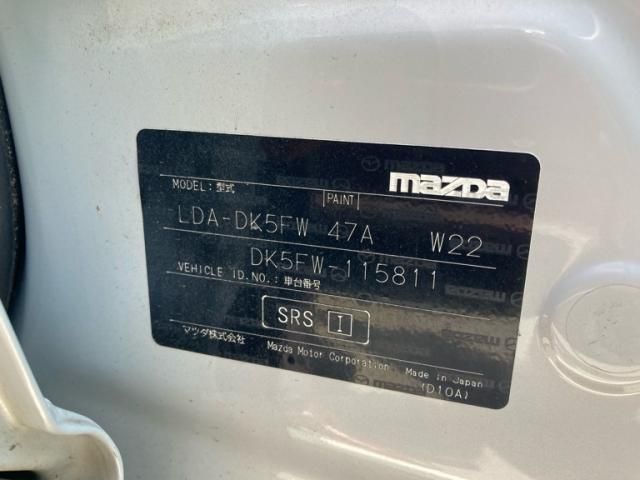 mazda
MODEL:型式 PAINT
LDA-DK5FW 47A W22
DK5FW-115811
VEHICLE ID.NO.:車台番号
SRS I
マツダ株式会社 Mazda Motor Corporation. Made in Japan
(D10A)